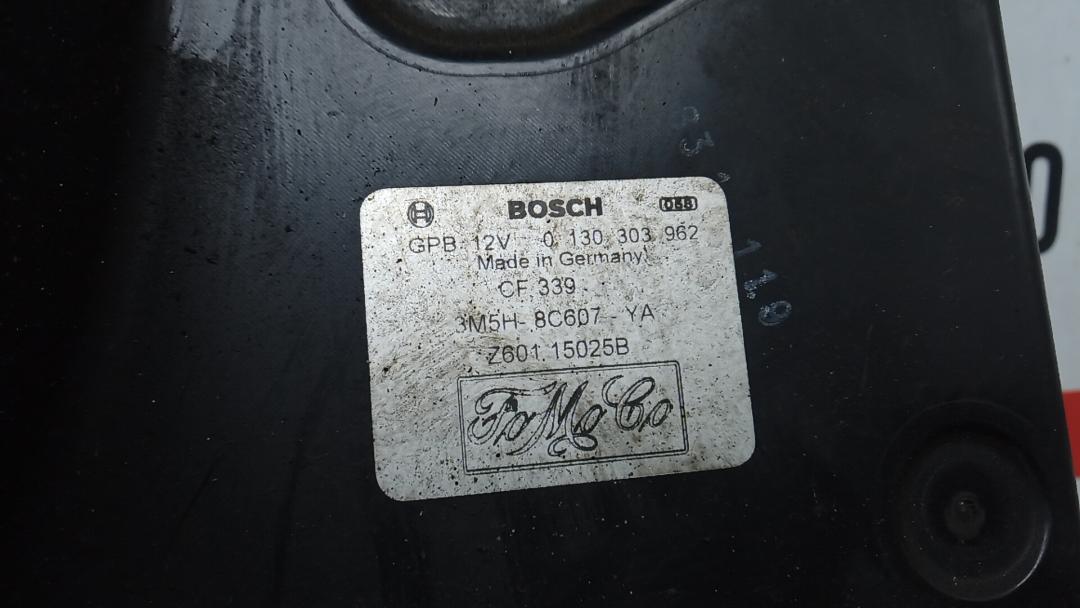 BOSCH
GPB 12V 0 130 303 962
Made in Germany
CF 339
3M5H- 8C607 - YA
Z601 15025B
FoMoCo